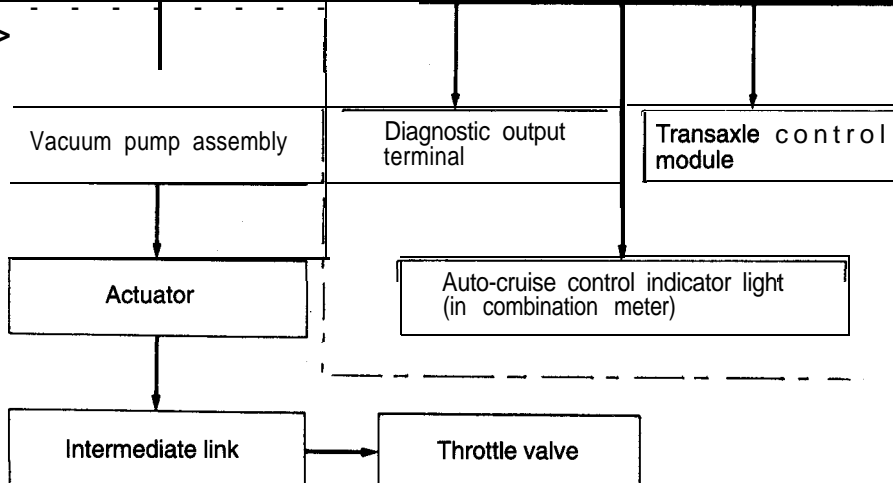 Vacuum pump assembly
Diagnostic output
terminal
Transaxle control
module
Actuator
Auto-cruise control indicator light
(in combination meter)
Intermediate link
Throttle valve